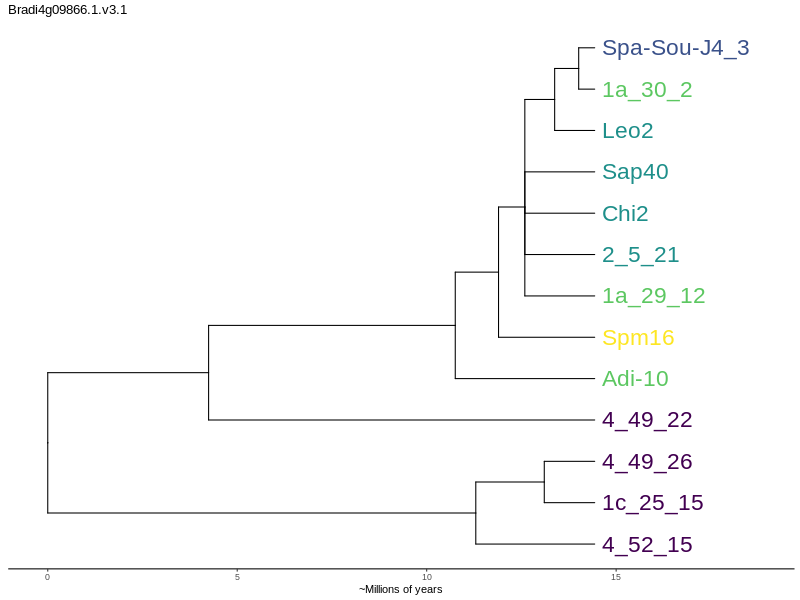 Bradi4g09866.1.v3.1
Spa-Sou-J4_3
1a_30_2
Leo2
Sap40
Chi2
2_5_21
1a_29_12
Spm16
Adi-10
4_49_22
4_49_26
1c_25_15
4_52_15
0 5 10 15
~Millions of years